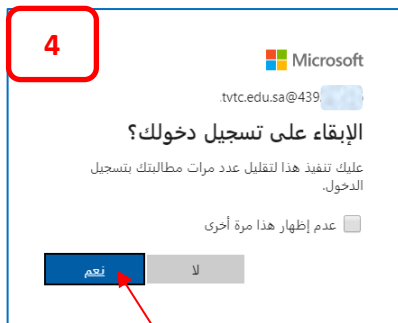 4
Microsoft
.tvtc.edu.sa@439
الإبقاء على تسجيل دخولك؟
عليك تنفيذ هذا لتقليل عدد مرات مطالبتك بتسجيل
الدخول.
عدم إظهار هذا مرة أخرى
لا
نعم